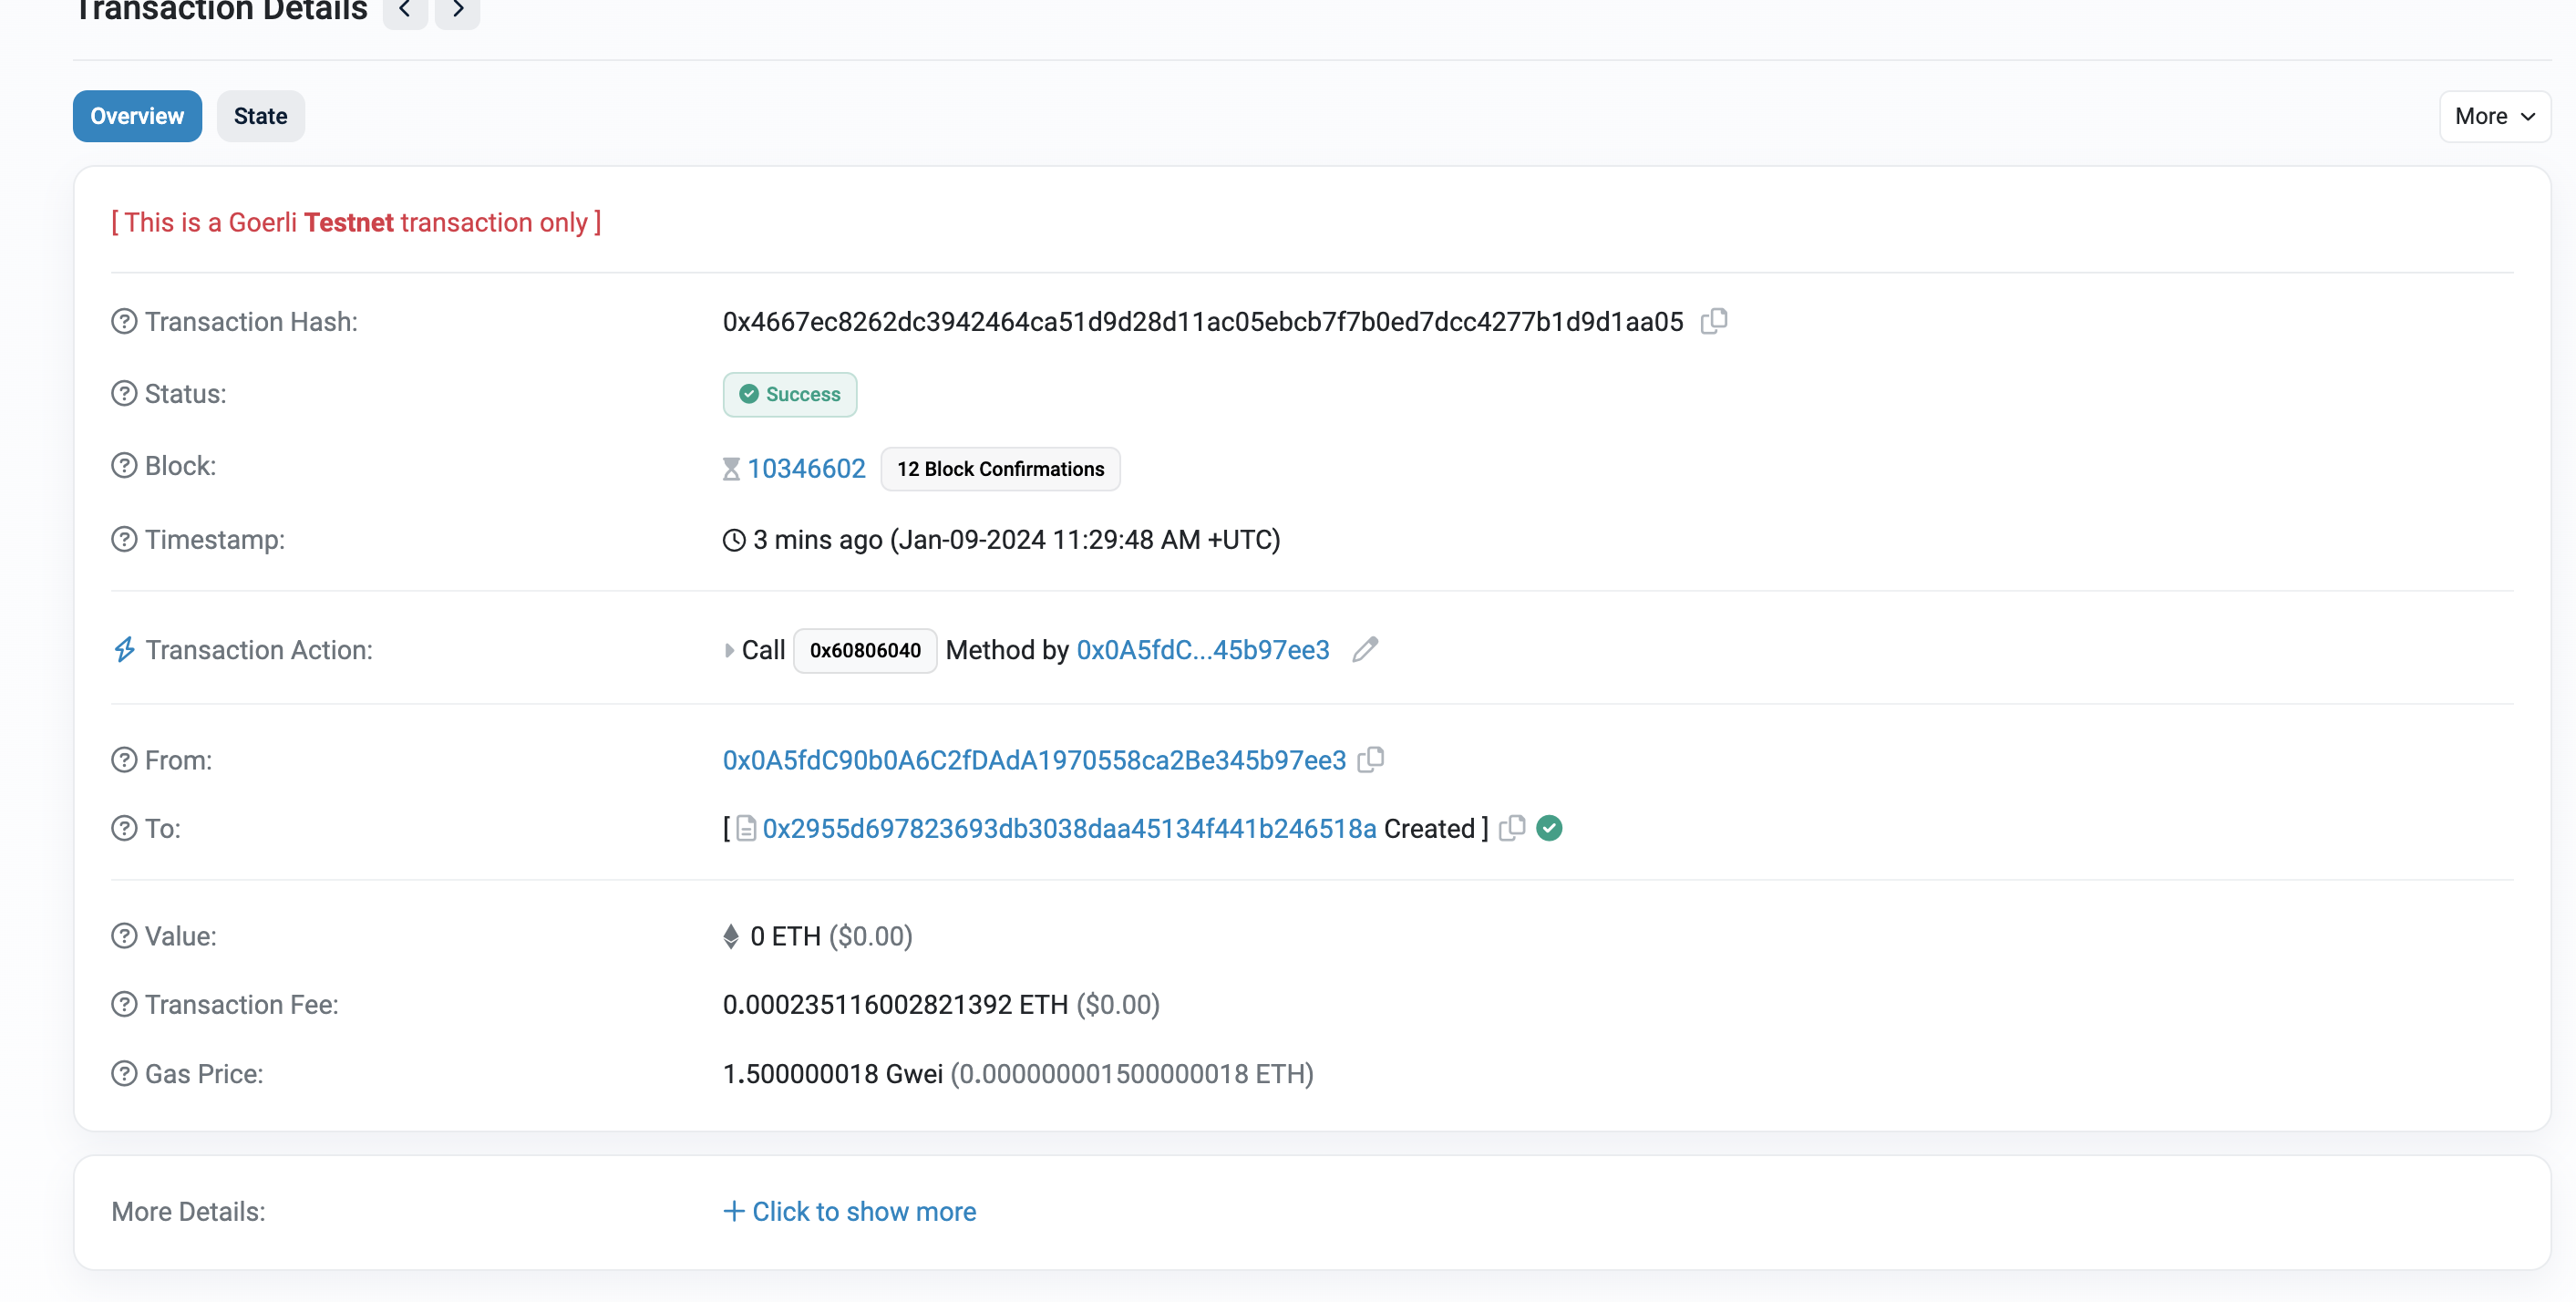 Transaction Details
Overview State More
[ This is a Goerli Testnet transaction only ]
Transaction Hash: 0x4667ec8262dc3942464ca51d9d28d11ac05ebcb7f7b0ed7dcc4277b1d9d1aa05
Status: Success
Block: 10346602 12 Block Confirmations
Timestamp: 3 mins ago (Jan-09-2024 11:29:48 AM +UTC)
Transaction Action: Call 0x60806040 Method by 0x0A5fdC...45b97ee3
From: 0x0A5fdC90b0A6C2fDAdA1970558ca2Be345b97ee3
To: [ 0x2955d697823693db3038daa45134f441b246518a Created ]
Value: 0 ETH ($0.00)
Transaction Fee: 0.000235116002821392 ETH ($0.00)
Gas Price: 1.500000018 Gwei (0.000000001500000018 ETH)
More Details: + Click to show more